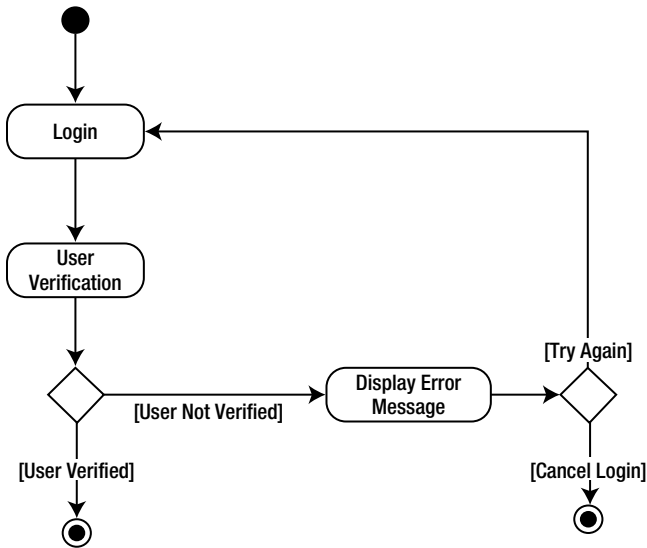 Login
User
Verification
[Try Again]
Display Error
Message
[User Not Verified]
[User Verified]
[Cancel Login]